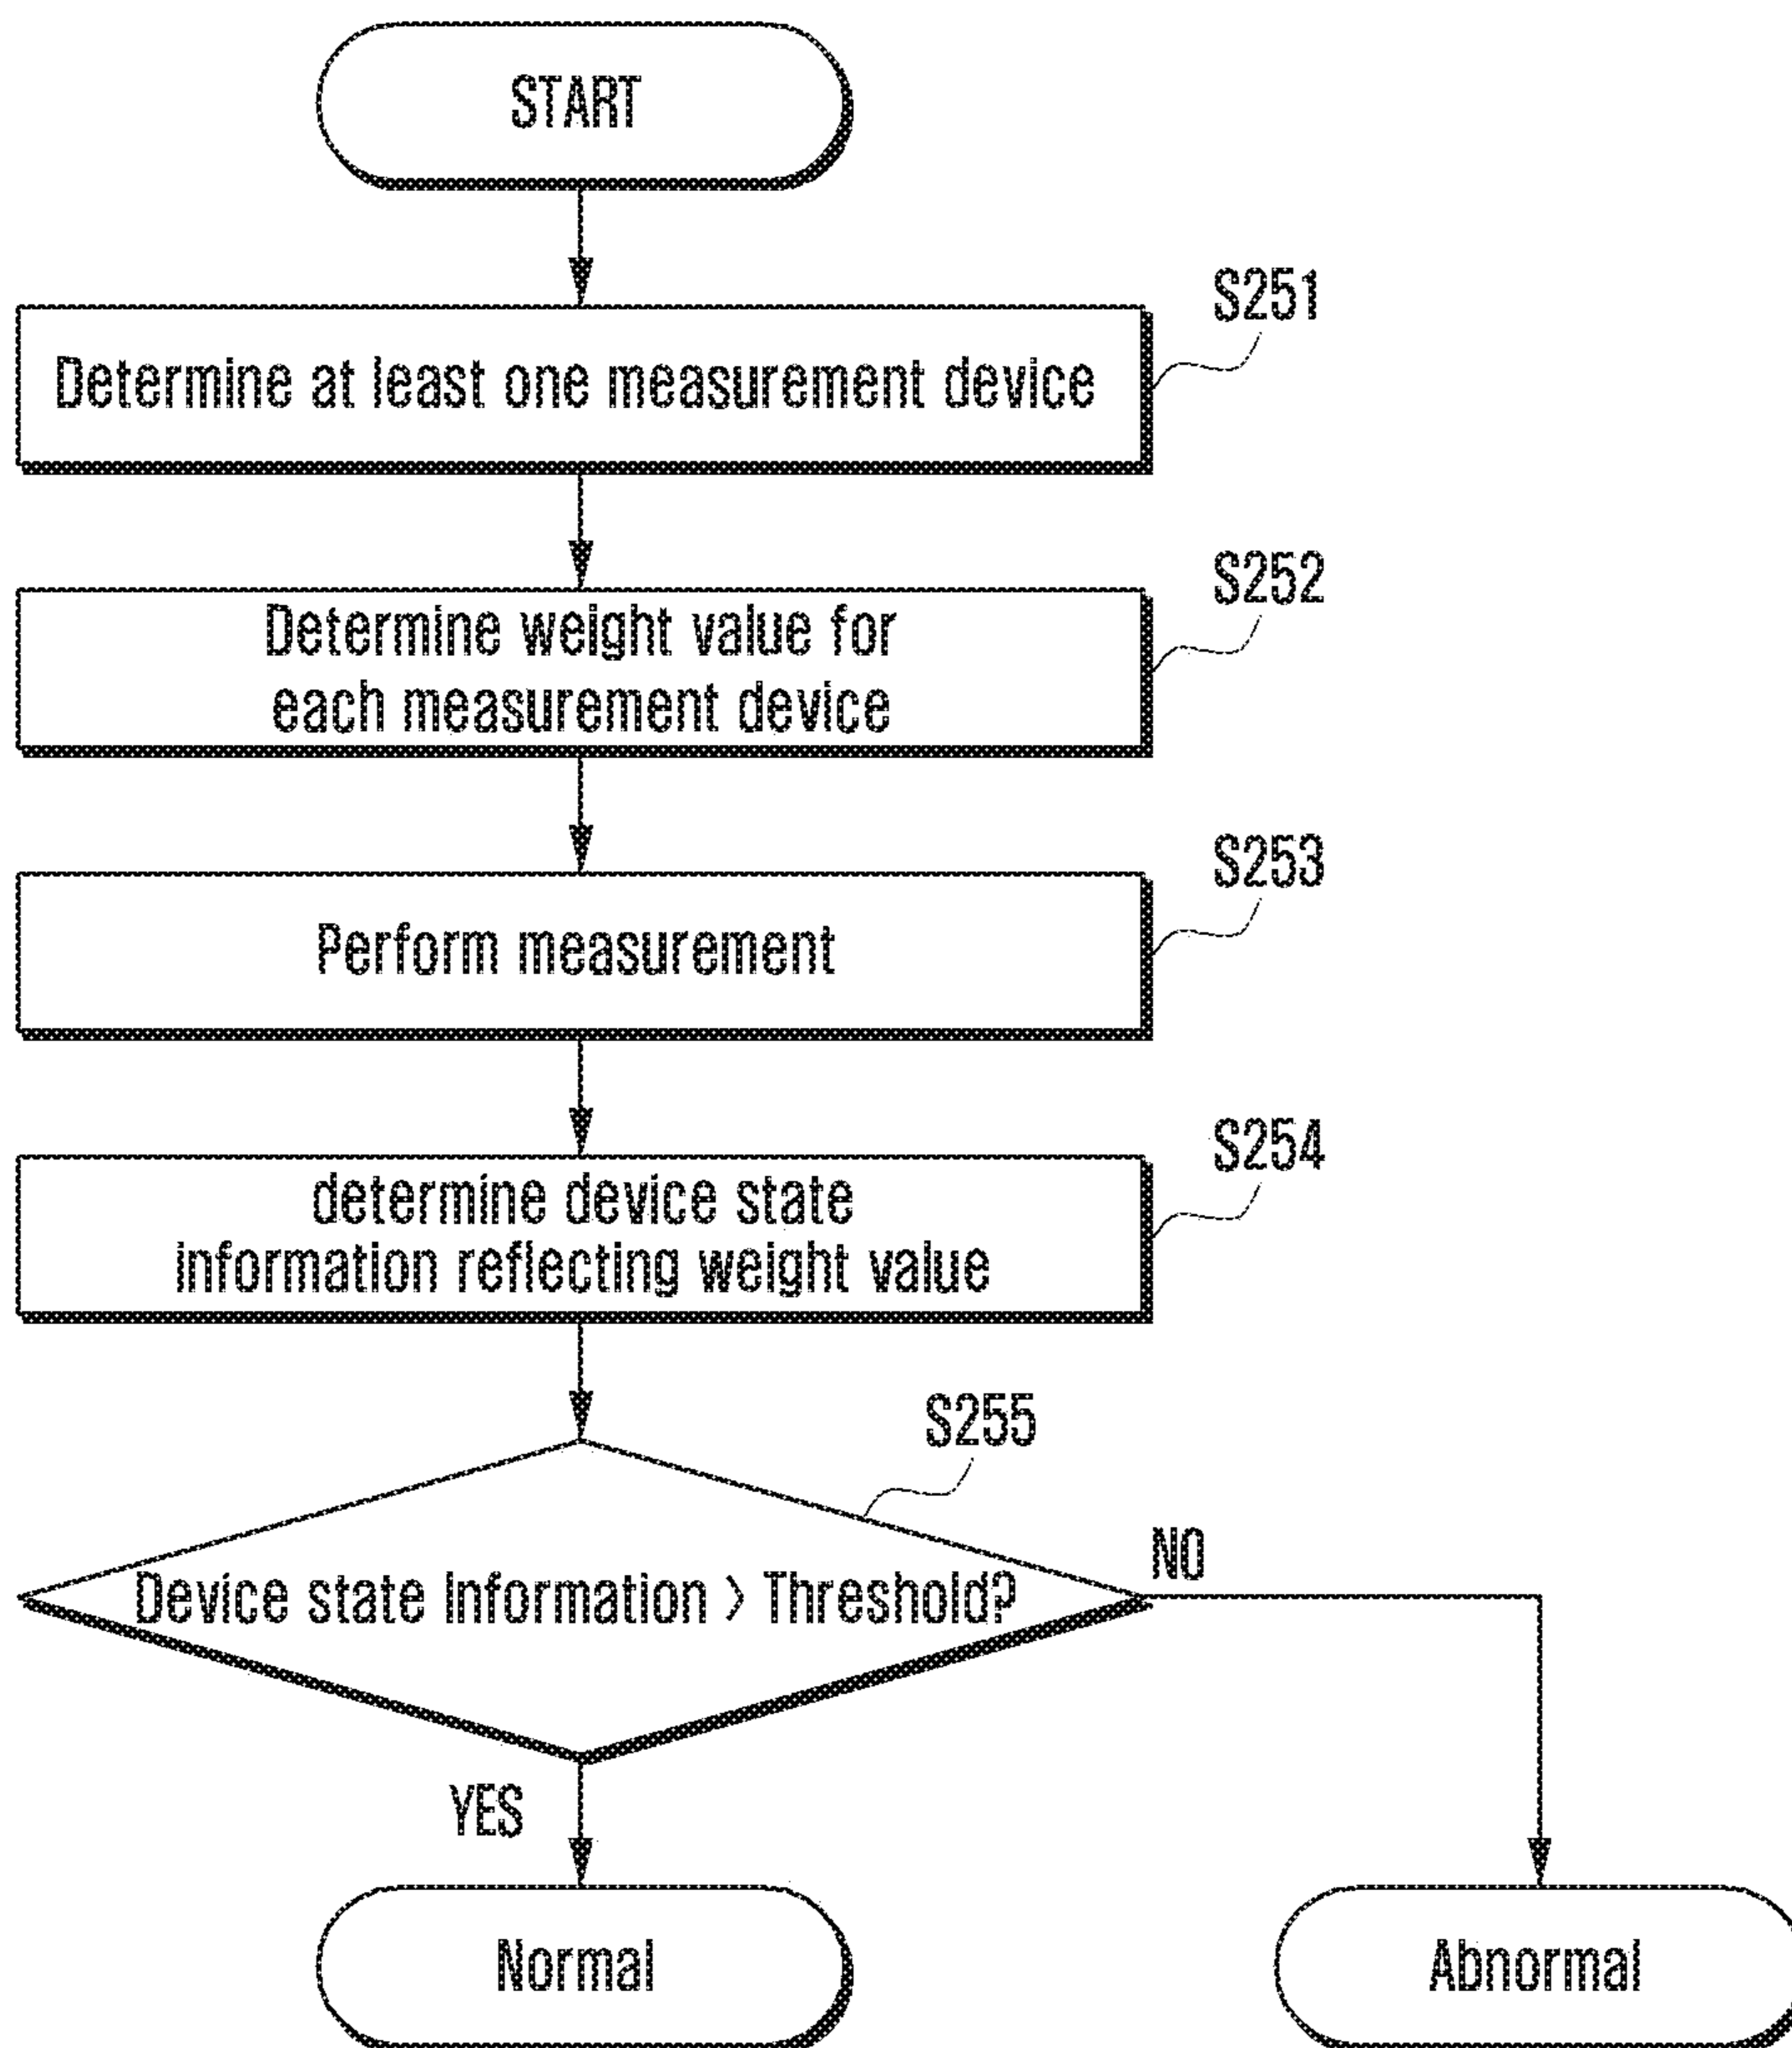 START
S251
Determine at least one measurement device
S252
Determine weight value for
each measurement device
S253
Perform measurement
S254
determine device state
information reflecting weight value
S255
Device state Information > Threshold?
NO
YES
Normal
Abnormal